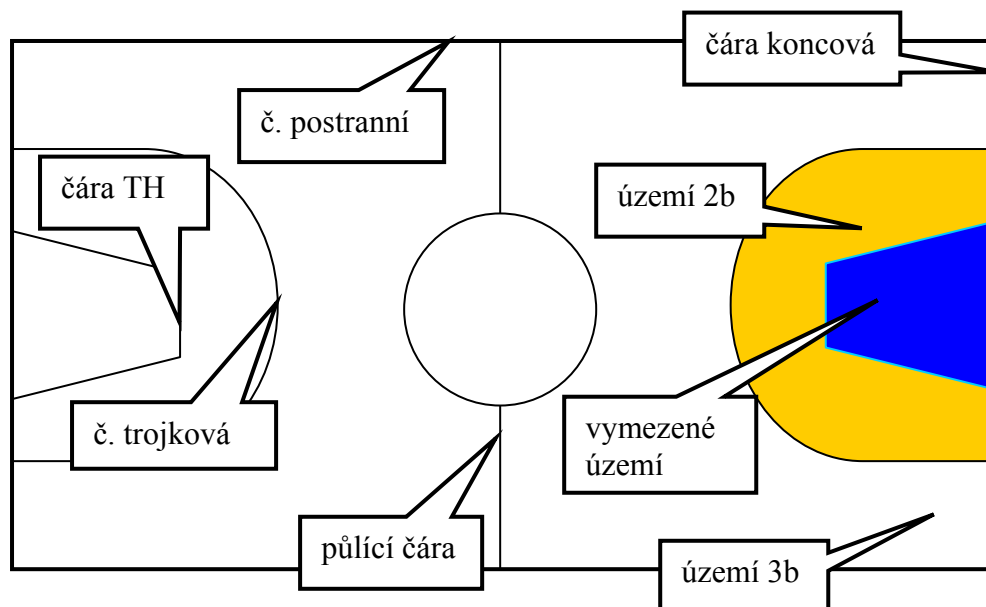 čára koncová
č. postranní
čára TH
území 2b
č. trojková
vymezené
území
půlící čára
území 3b